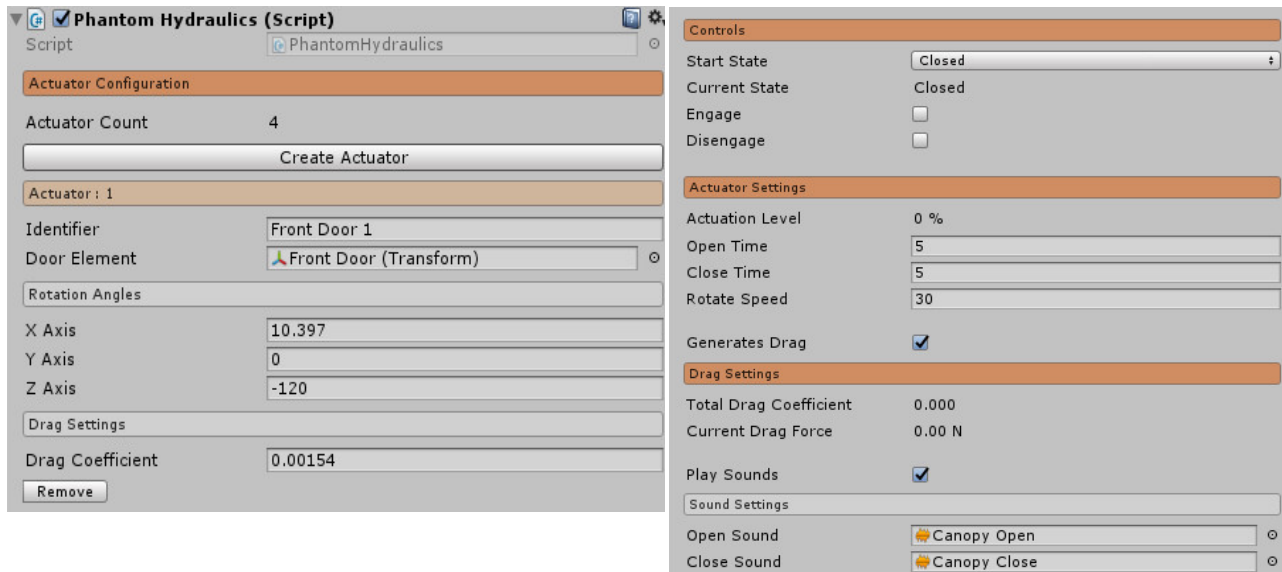 Phantom Hydraulics (Script)
Script PhantomHydraulics
Actuator Configuration
Actuator Count 4
Create Actuator
Actuator : 1
Identifier Front Door 1
Door Element Front Door (Transform)
Rotation Angles
X Axis 10.397
Y Axis 0
Z Axis -120
Drag Settings
Drag Coefficient 0.00154
Remove
Controls
Start State Closed
Current State Closed
Engage
Disengage
Actuator Settings
Actuation Level 0 %
Open Time 5
Close Time 5
Rotate Speed 30
Generates Drag
Drag Settings
Total Drag Coefficient 0.000
Current Drag Force 0.00 N
Play Sounds
Sound Settings
Open Sound Canopy Open
Close Sound Canopy Close